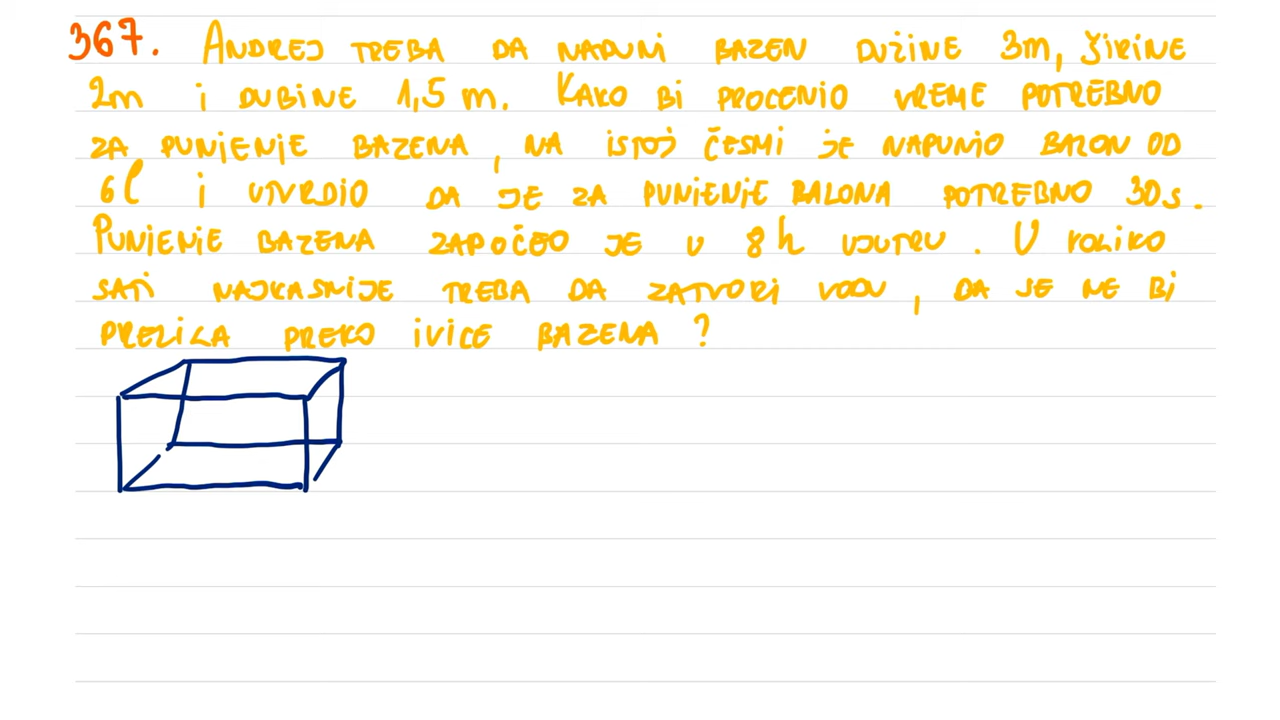 367. ANDREJ TREBA DA NAPUNI BAZEN DUŽINE 3m, ŠIRINE
2m i DUBINE 1,5 m. KAKO BI PROCENIO VREME POTREBNO
ZA PUNJENJE BAZENA, NA ISTOJ ČESMI JE NAPUNIO BALON OD
6l i UTVRDIO DA JE ZA PUNJENJE BALONA POTREBNO 30s.
PUNJENJE BAZENA ZAPOČEO JE U 8h UJUTRU. U KOLIKO
SATI NAJKASNIJE TREBA DA ZATVORI VODU, DA SE NE BI
PRELILA PREKO IVICE BAZENA?